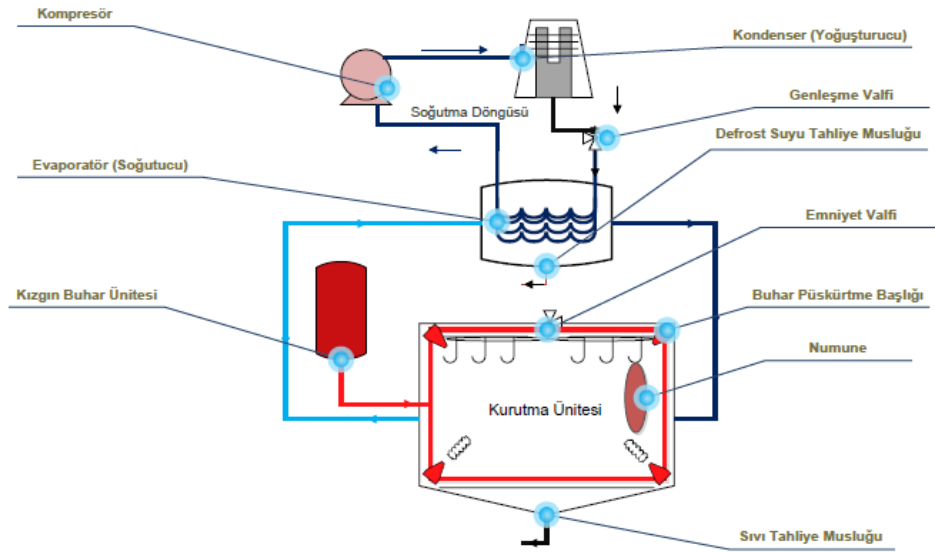 Kompresör
Kondenser (Yoğuşturucu)
Genleşme Valfi
Soğutma Döngüsü
Defrost Suyu Tahliye Musluğu
Evaporatör (Soğutucu)
Emniyet Valfi
Kızgın Buhar Ünitesi
Buhar Püskürtme Başlığı
Numune
Kurutma Ünitesi
Sıvı Tahliye Musluğu